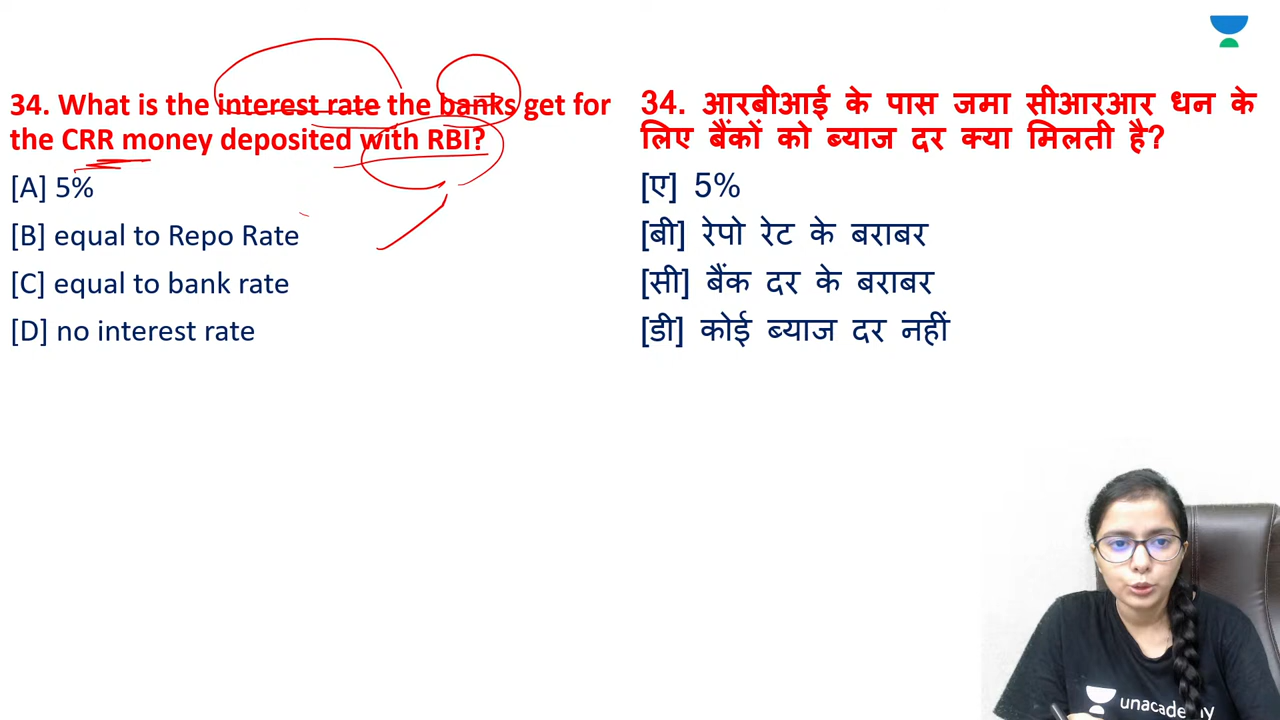 34. What is the interest rate the banks get for
the CRR money deposited with RBI?
[A] 5%
[B] equal to Repo Rate
[C] equal to bank rate
[D] no interest rate
34. आरबीआई के पास जमा सीआरआर धन के
लिए बैंकों को ब्याज दर क्या मिलती है?
[ए] 5%
[बी] रेपो रेट के बराबर
[सी] बैंक दर के बराबर
[डी] कोई ब्याज दर नहीं
unacademy